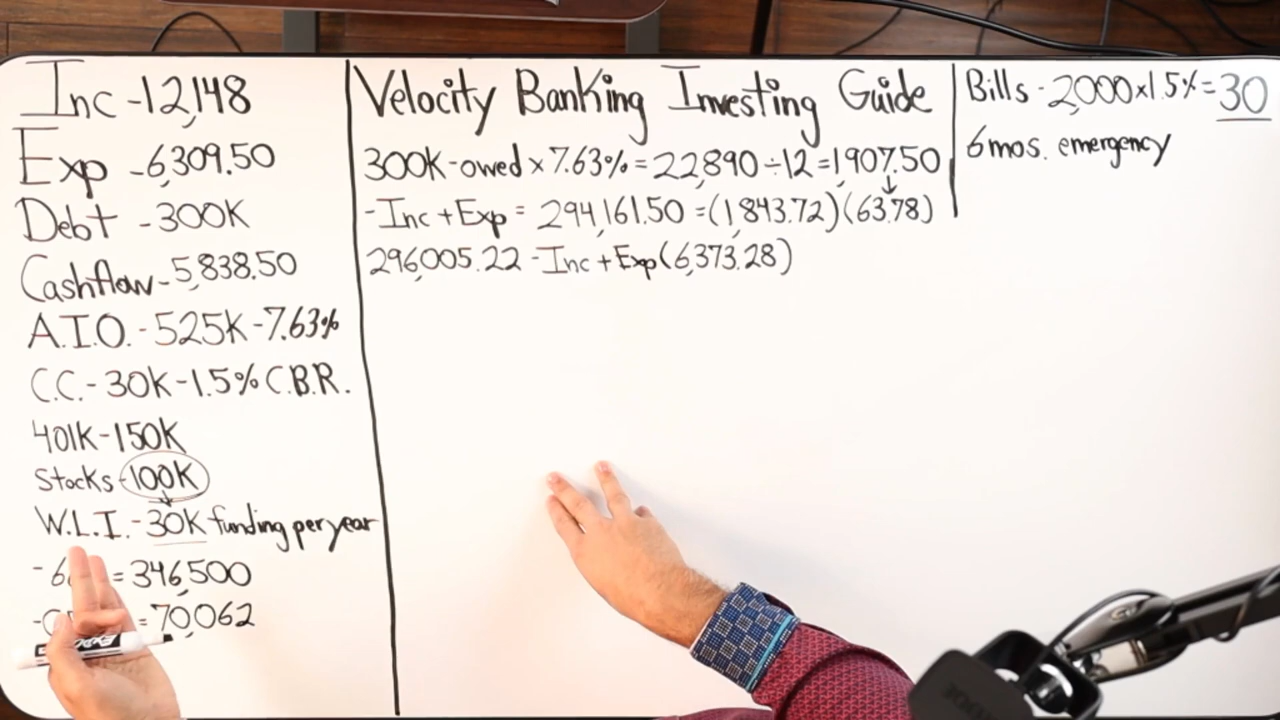 Inc -12,148
Exp -6,309.50
Debt -300K
Cashflow -5,838.50
A.I.O. -525K -7.63%
C.C. -30K -1.5% C.B.R.
401K -150K
Stocks -100K
W.L.I. -30K funding per year
- 6 = 346,500
- = 70,062
Velocity Banking Investing Guide
300K -owed × 7.63% = 22,890 ÷ 12 = 1,907.50
-Inc + Exp = 294,161.50 = (1,843.72) (63.78)
296,005.22 -Inc + Exp (6,373.28)
Bills - 2,000 × 1.5% = 30
6 mos. emergency
EXPO